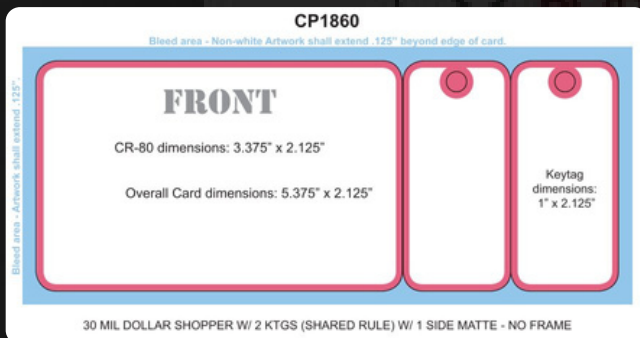 CP1860
Bleed area - Non-white Artwork shall extend .125" beyond edge of card.
Bleed area - Artwork shall extend .125".
FRONT
CR-80 dimensions: 3.375" x 2.125"
Overall Card dimensions: 5.375" x 2.125"
Keytag
dimensions:
1" x 2.125"
30 MIL DOLLAR SHOPPER W/ 2 KTGS (SHARED RULE) W/ 1 SIDE MATTE - NO FRAME